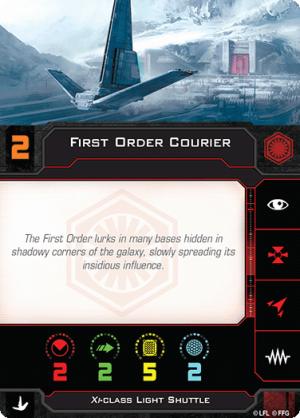 2 First Order Courier
The First Order lurks in many bases hidden in
shadowy corners of the galaxy, slowly spreading its
insidious influence.
2 2 5 2
Xi-class Light Shuttle
©LFL ©FFG